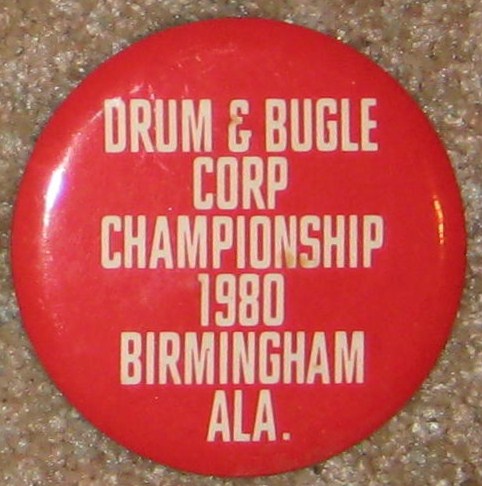 DRUM & BUGLE
CORP
CHAMPIONSHIP
1980
BIRMINGHAM
ALA.